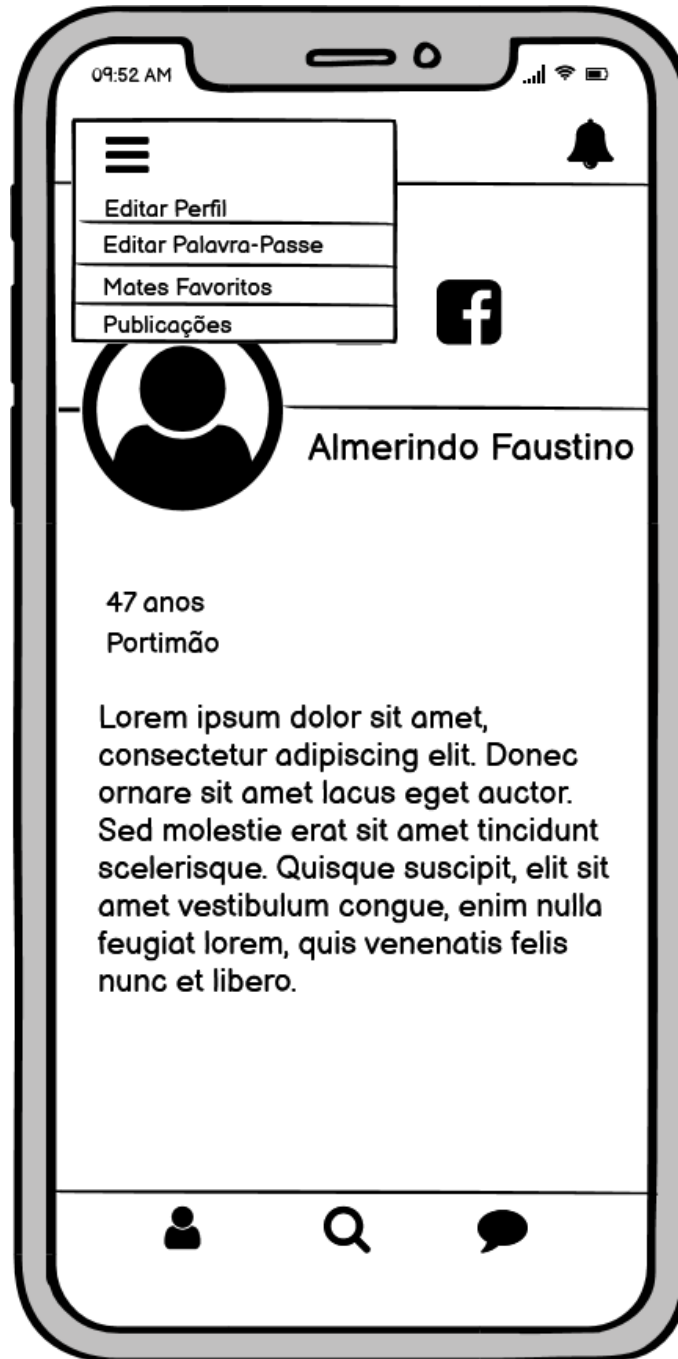 09:52 AM
Editar Perfil
Editar Palavra-Passe
Mates Favoritos
Publicações
Almerindo Faustino
47 anos
Portimão
Lorem ipsum dolor sit amet,
consectetur adipiscing elit. Donec
ornare sit amet lacus eget auctor.
Sed molestie erat sit amet tincidunt
scelerisque. Quisque suscipit, elit sit
amet vestibulum congue, enim nulla
feugiat lorem, quis venenatis felis
nunc et libero.